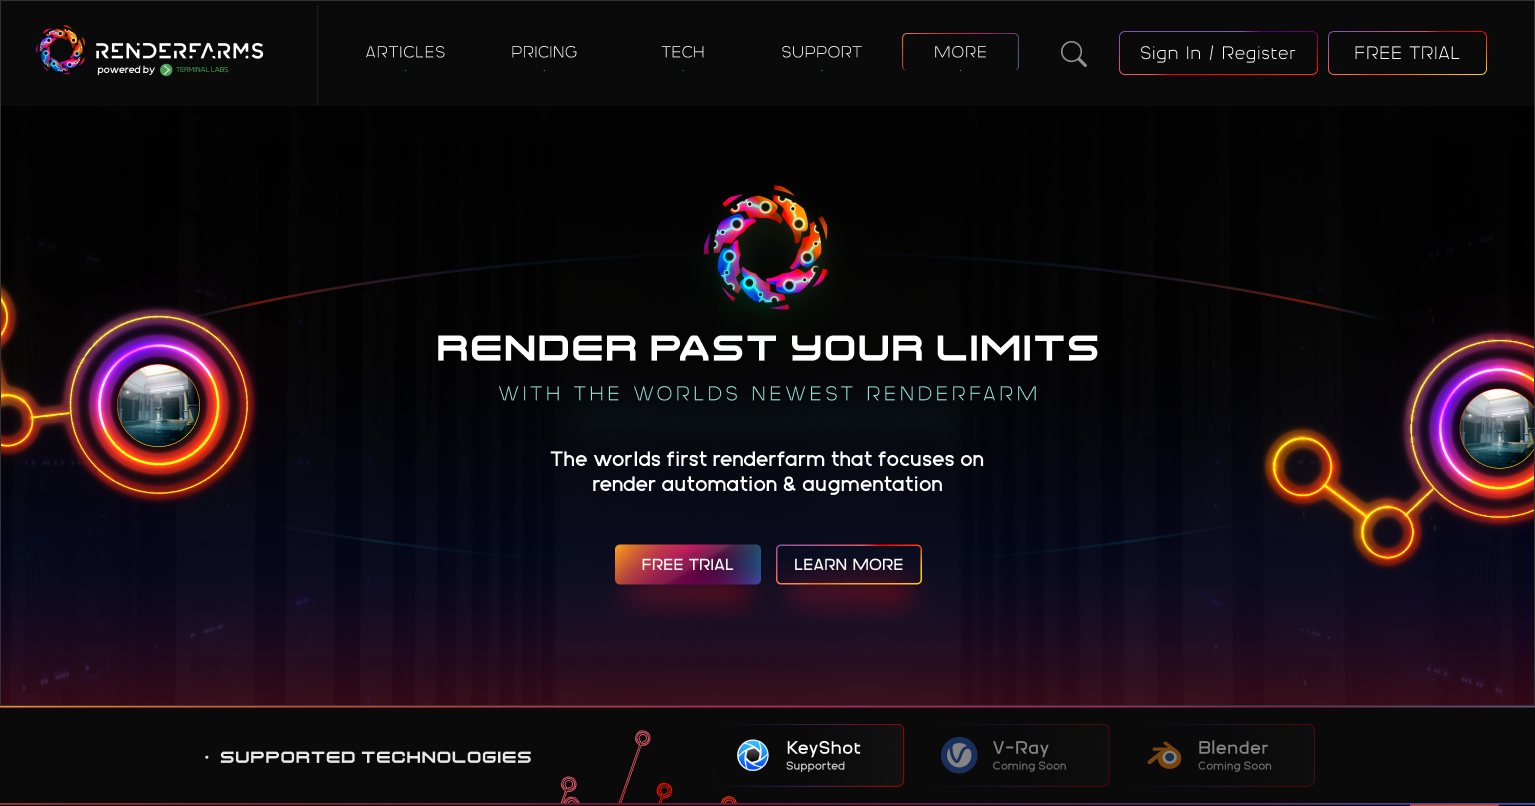 RENDERFARMS
powered by TERMINAL LABS
ARTICLES PRICING TECH SUPPORT MORE
Sign In / Register
FREE TRIAL
RENDER PAST YOUR LIMITS
WITH THE WORLDS NEWEST RENDERFARM
The worlds first renderfarm that focuses on
render automation & augmentation
FREE TRIAL
LEARN MORE
· SUPPORTED TECHNOLOGIES
KeyShot
Supported
V-Ray
Coming Soon
Blender
Coming Soon